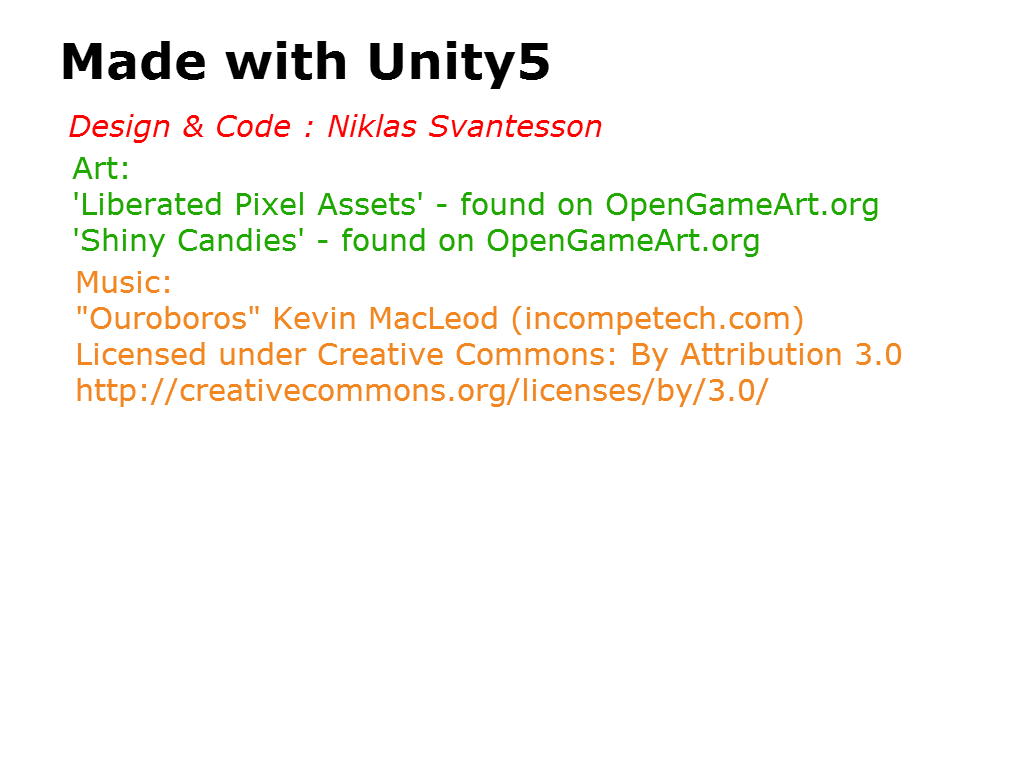 Made with Unity5
Design & Code : Niklas Svantesson
Art:
'Liberated Pixel Assets' - found on OpenGameArt.org
'Shiny Candies' - found on OpenGameArt.org
Music:
"Ouroboros" Kevin MacLeod (incompetech.com)
Licensed under Creative Commons: By Attribution 3.0
http://creativecommons.org/licenses/by/3.0/